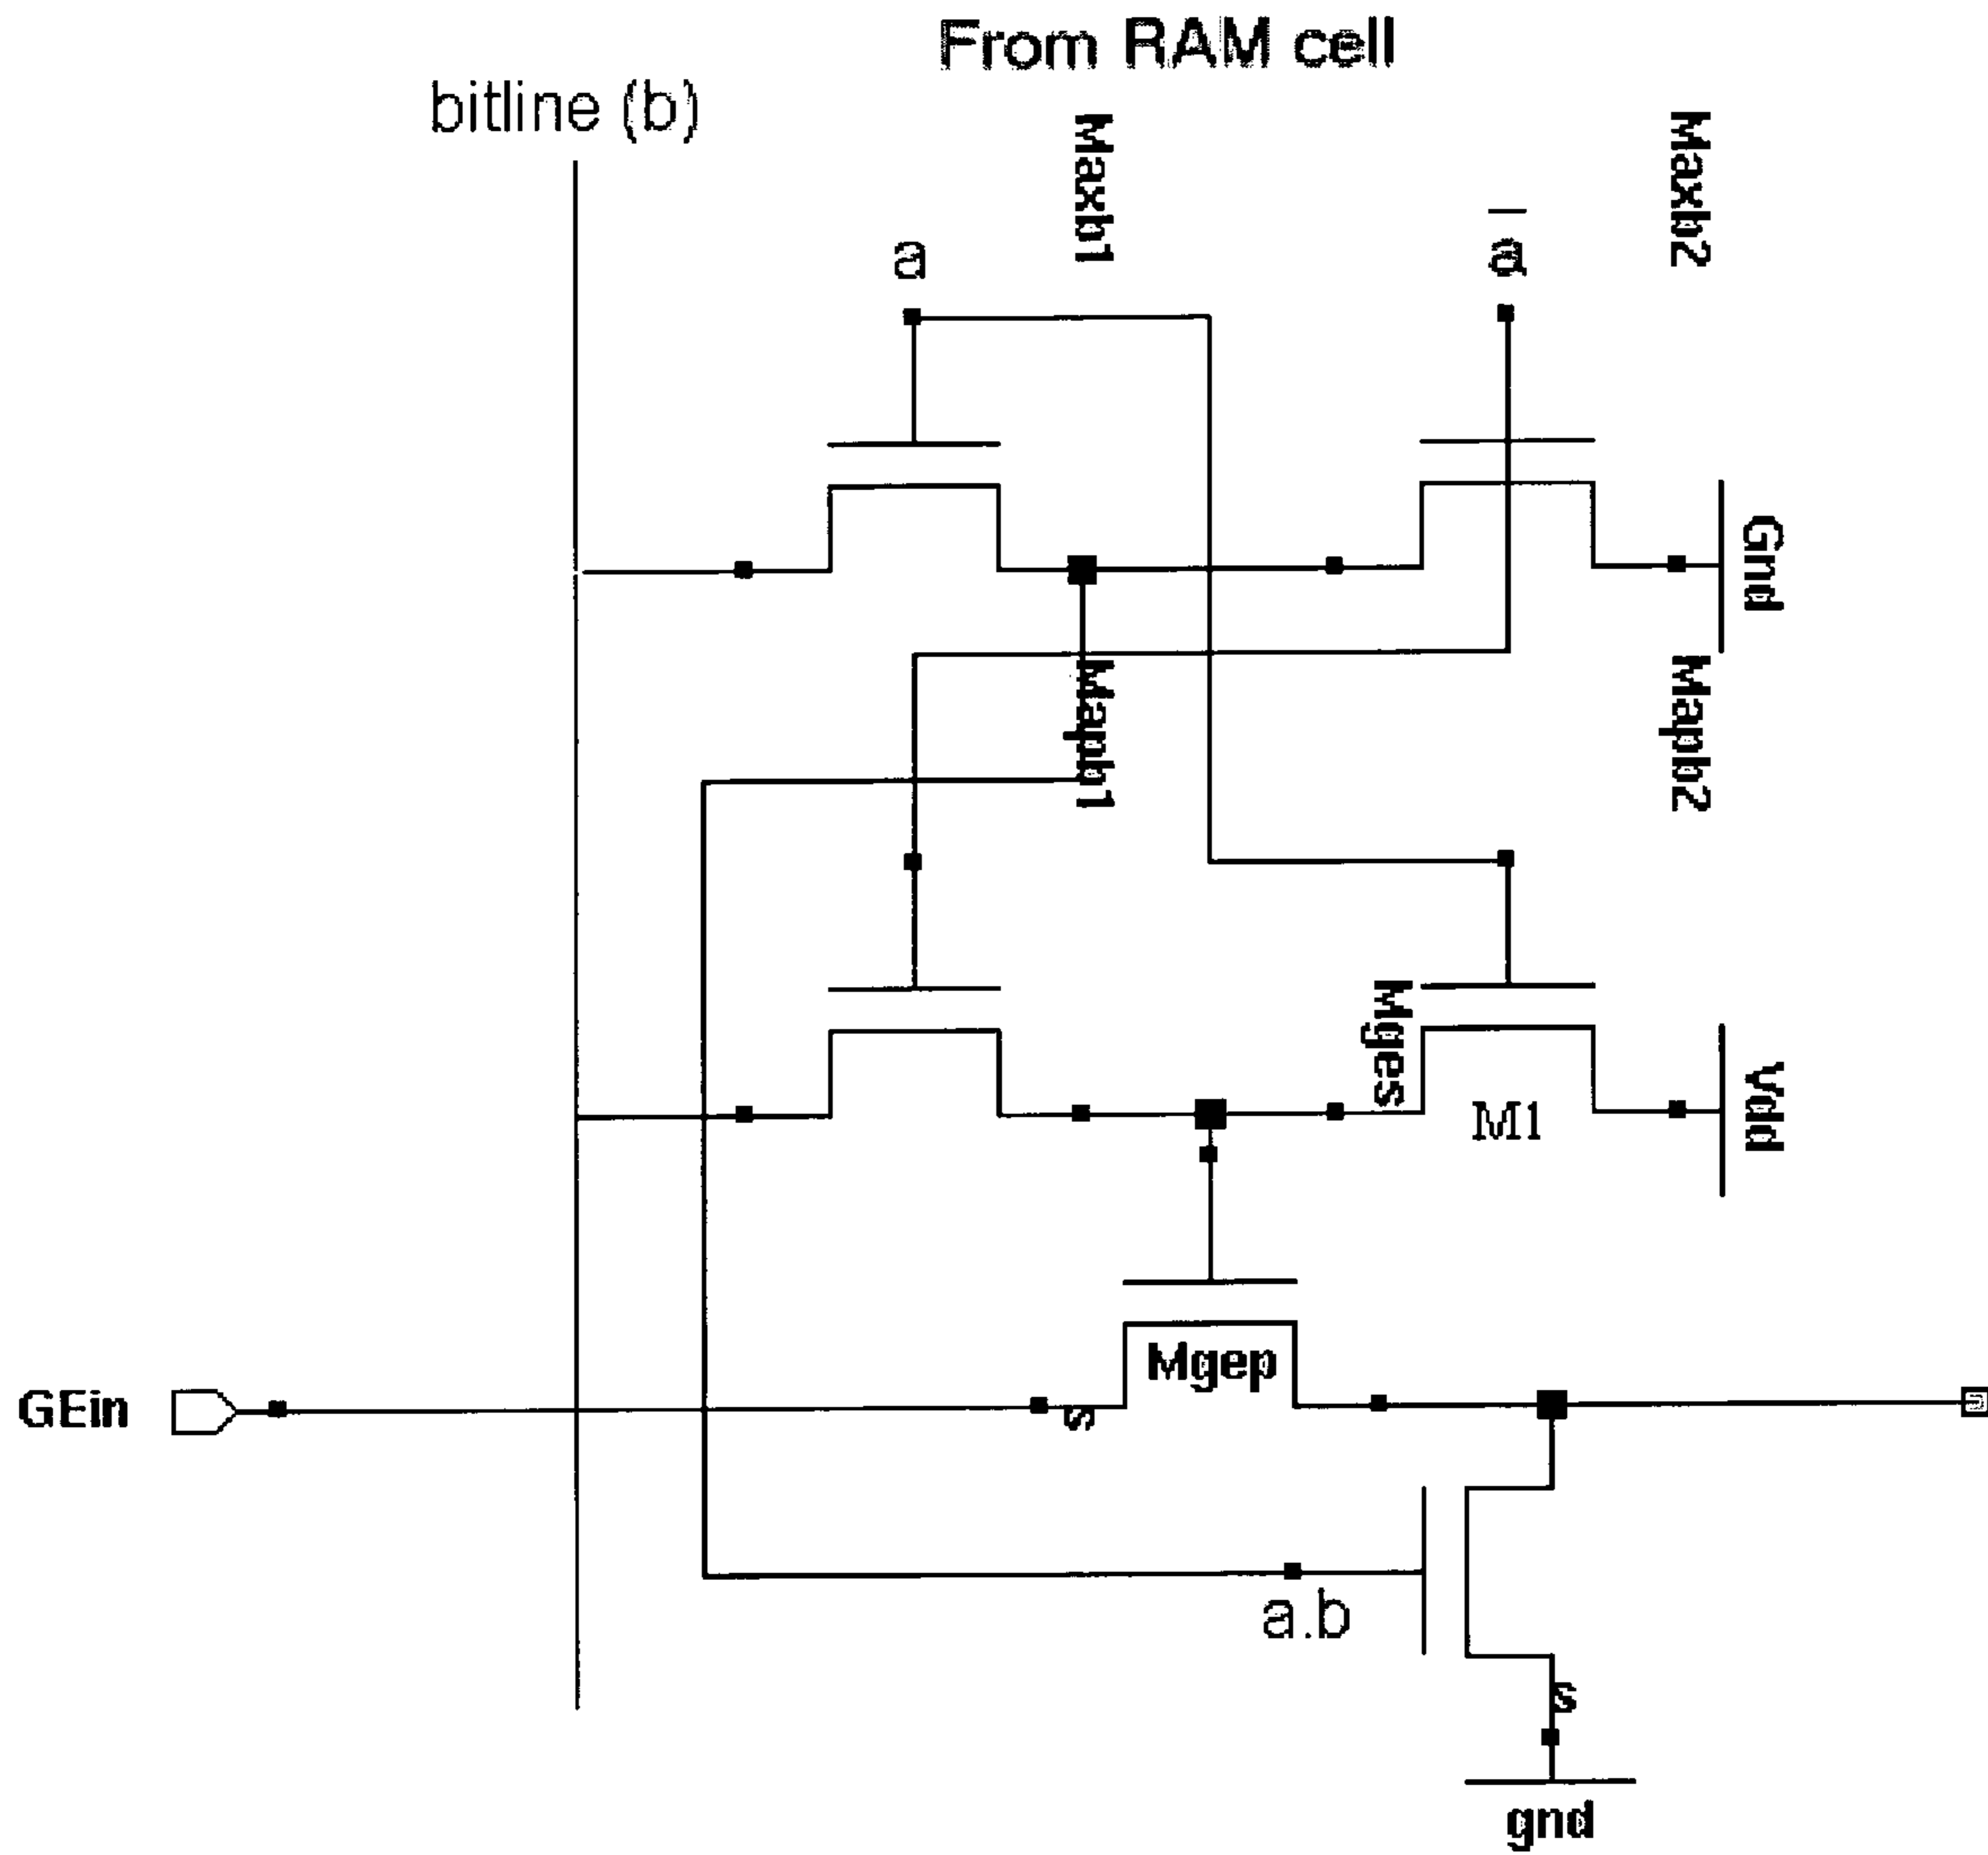 From RAM cell
bitline (b)
Maxb1
Maxb2
a
a̅
Gnd
Mapb1
Mapb2
Mges
M1
Vdd
Mgep
GEin
s
a.b
s
gnd